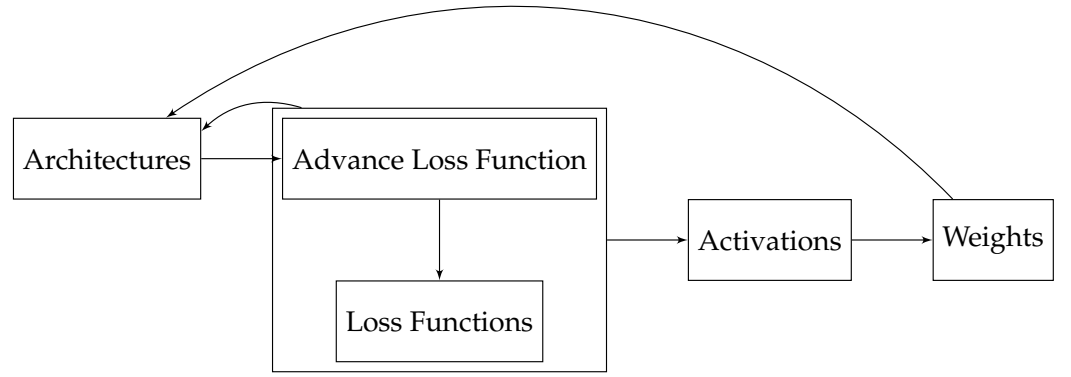 Architectures
Advance Loss Function
Loss Functions
Activations
Weights